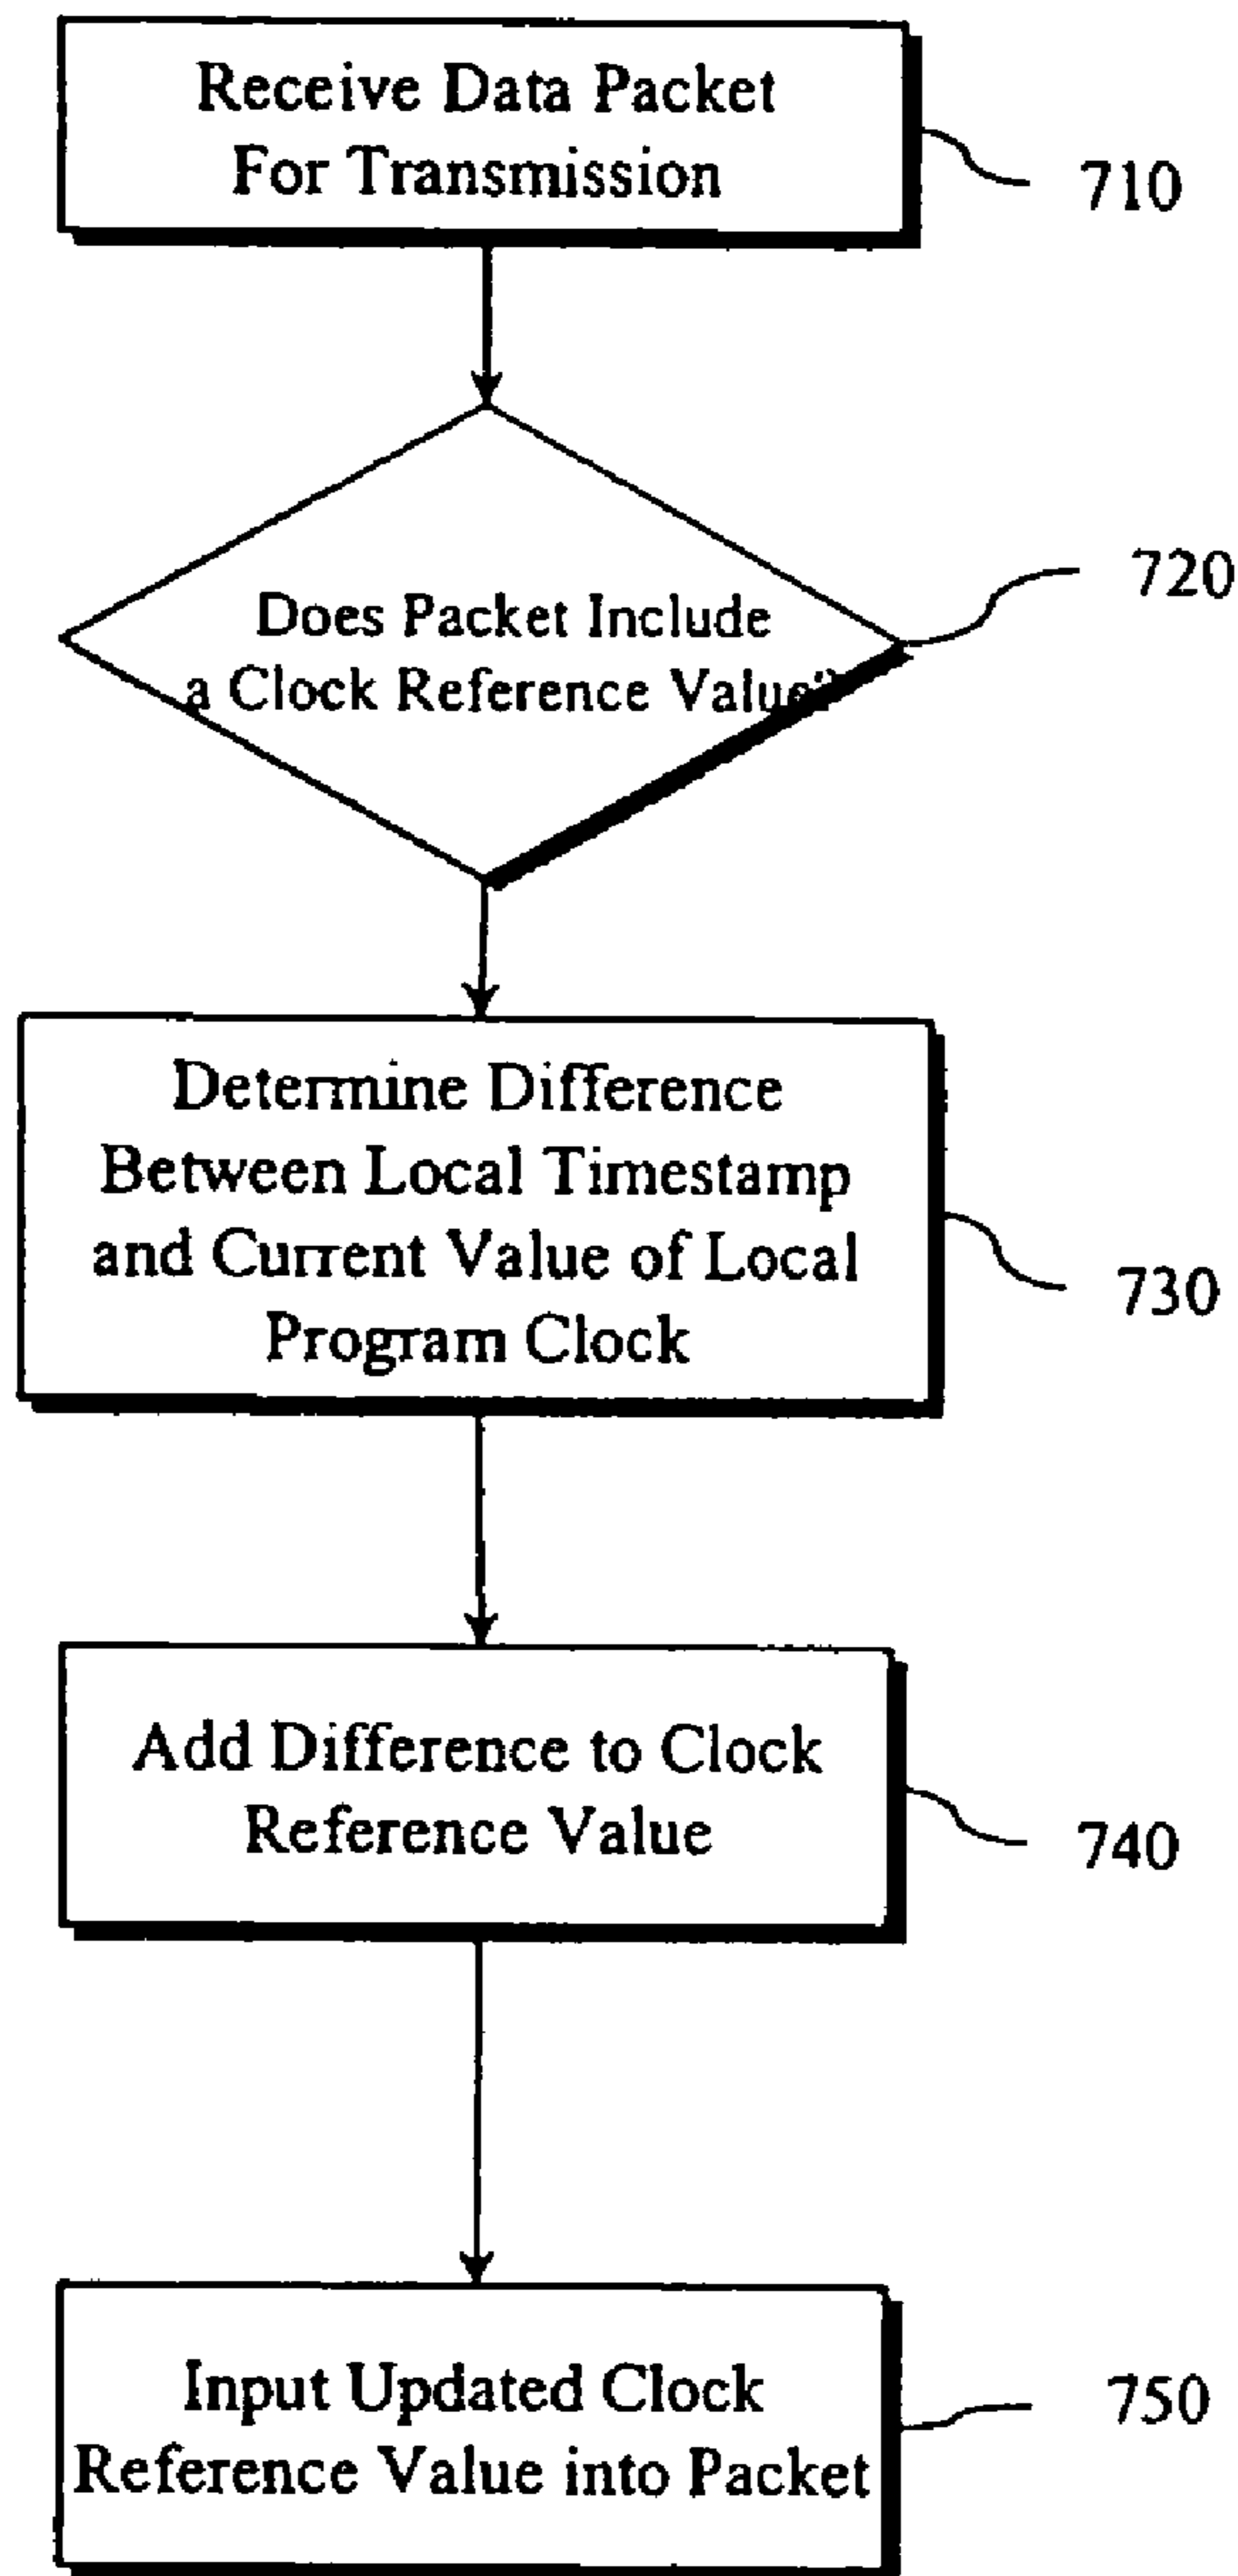 Receive Data Packet
For Transmission
710
720
Does Packet Include
a Clock Reference Value?
Determine Difference
Between Local Timestamp
and Current Value of Local
Program Clock
730
Add Difference to Clock
Reference Value
740
Input Updated Clock
Reference Value into Packet
750